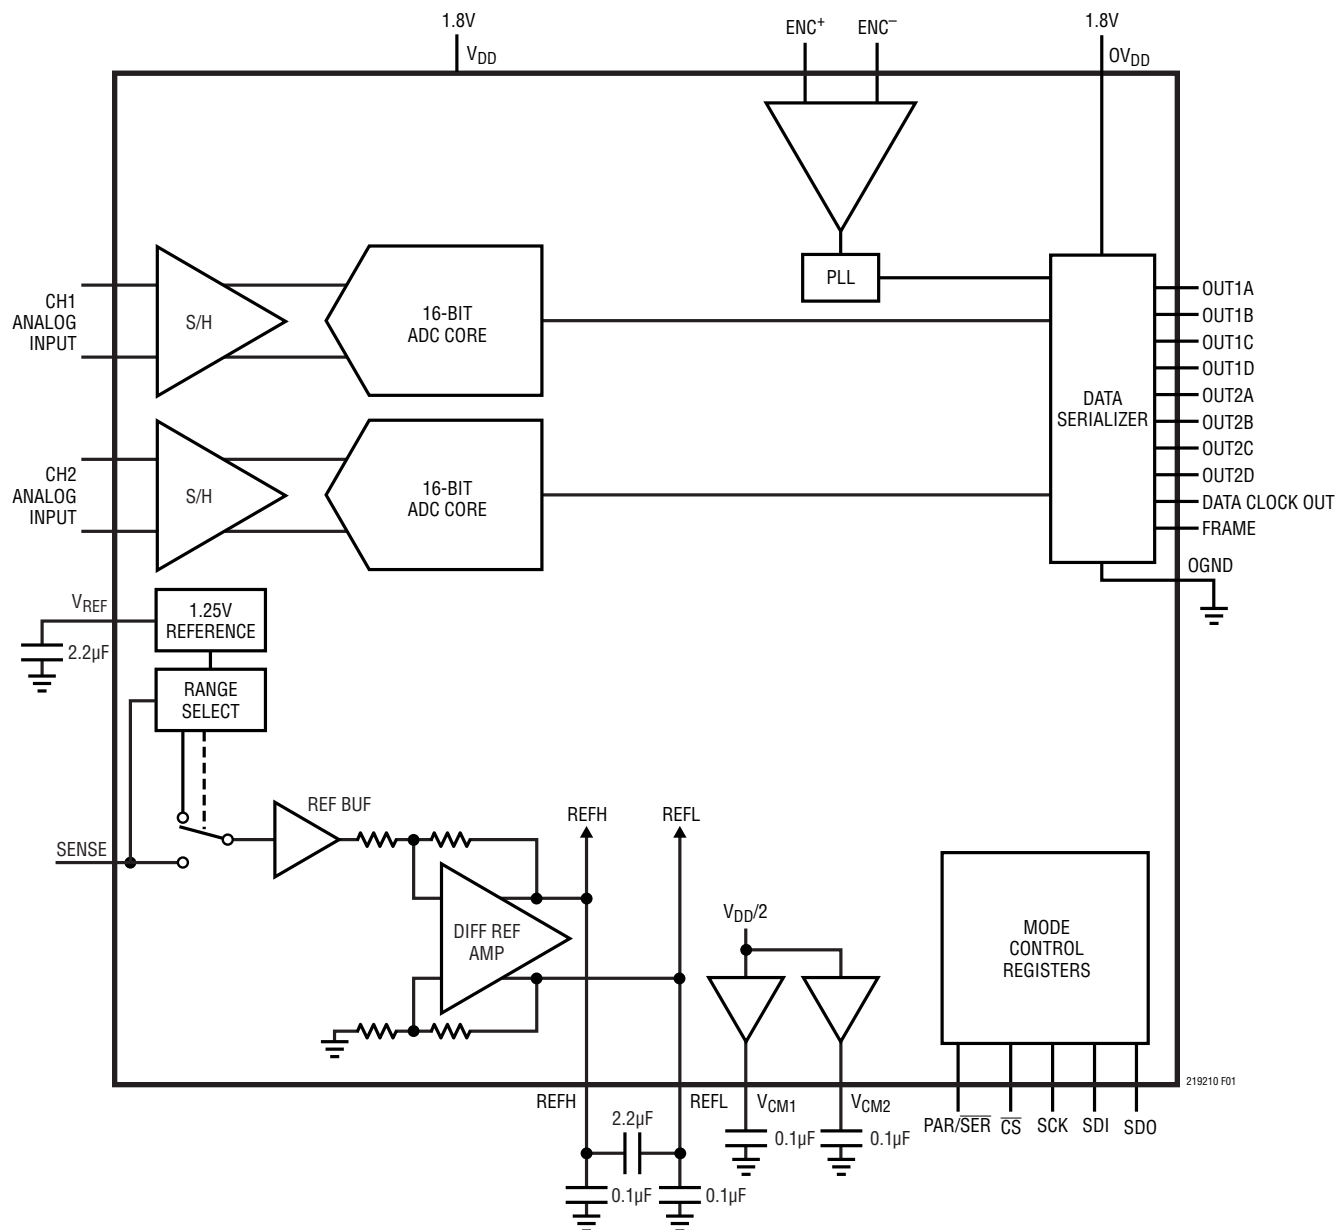 1.8V
ENC+
ENC−
1.8V
VDD
OVDD
PLL
CH1
ANALOG
INPUT
S/H
16-BIT
ADC CORE
CH2
ANALOG
INPUT
S/H
16-BIT
ADC CORE
DATA
SERIALIZER
OUT1A
OUT1B
OUT1C
OUT1D
OUT2A
OUT2B
OUT2C
OUT2D
DATA CLOCK OUT
FRAME
OGND
VREF
1.25V
REFERENCE
2.2µF
RANGE
SELECT
SENSE
REF BUF
REFH
REFL
DIFF REF
AMP
VDD/2
MODE
CONTROL
REGISTERS
219210 F01
REFH
REFL
VCM1
VCM2
PAR/S̅E̅R̅
C̅S̅
SCK
SDI
SDO
2.2µF
0.1µF
0.1µF
0.1µF
0.1µF